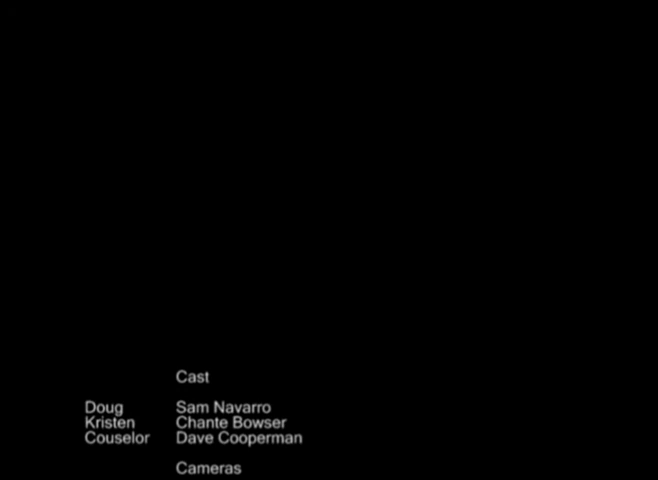 Cast
Doug Sam Navarro
Kristen Chante Bowser
Couselor Dave Cooperman
Cameras